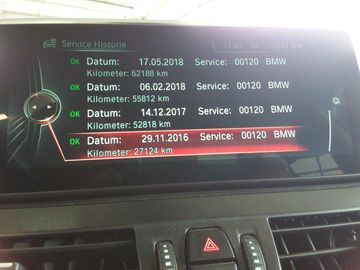 Service Historie
OK Datum: 17.05.2018 Service: 00120 BMW
Kilometer: 62188 km
OK Datum: 06.02.2018 Service: 00120 BMW
Kilometer: 55812 km
OK Datum: 14.12.2017 Service: 00120 BMW
Kilometer: 52818 km
OK Datum: 29.11.2016 Service: 00120 BMW
Kilometer: 27124 km